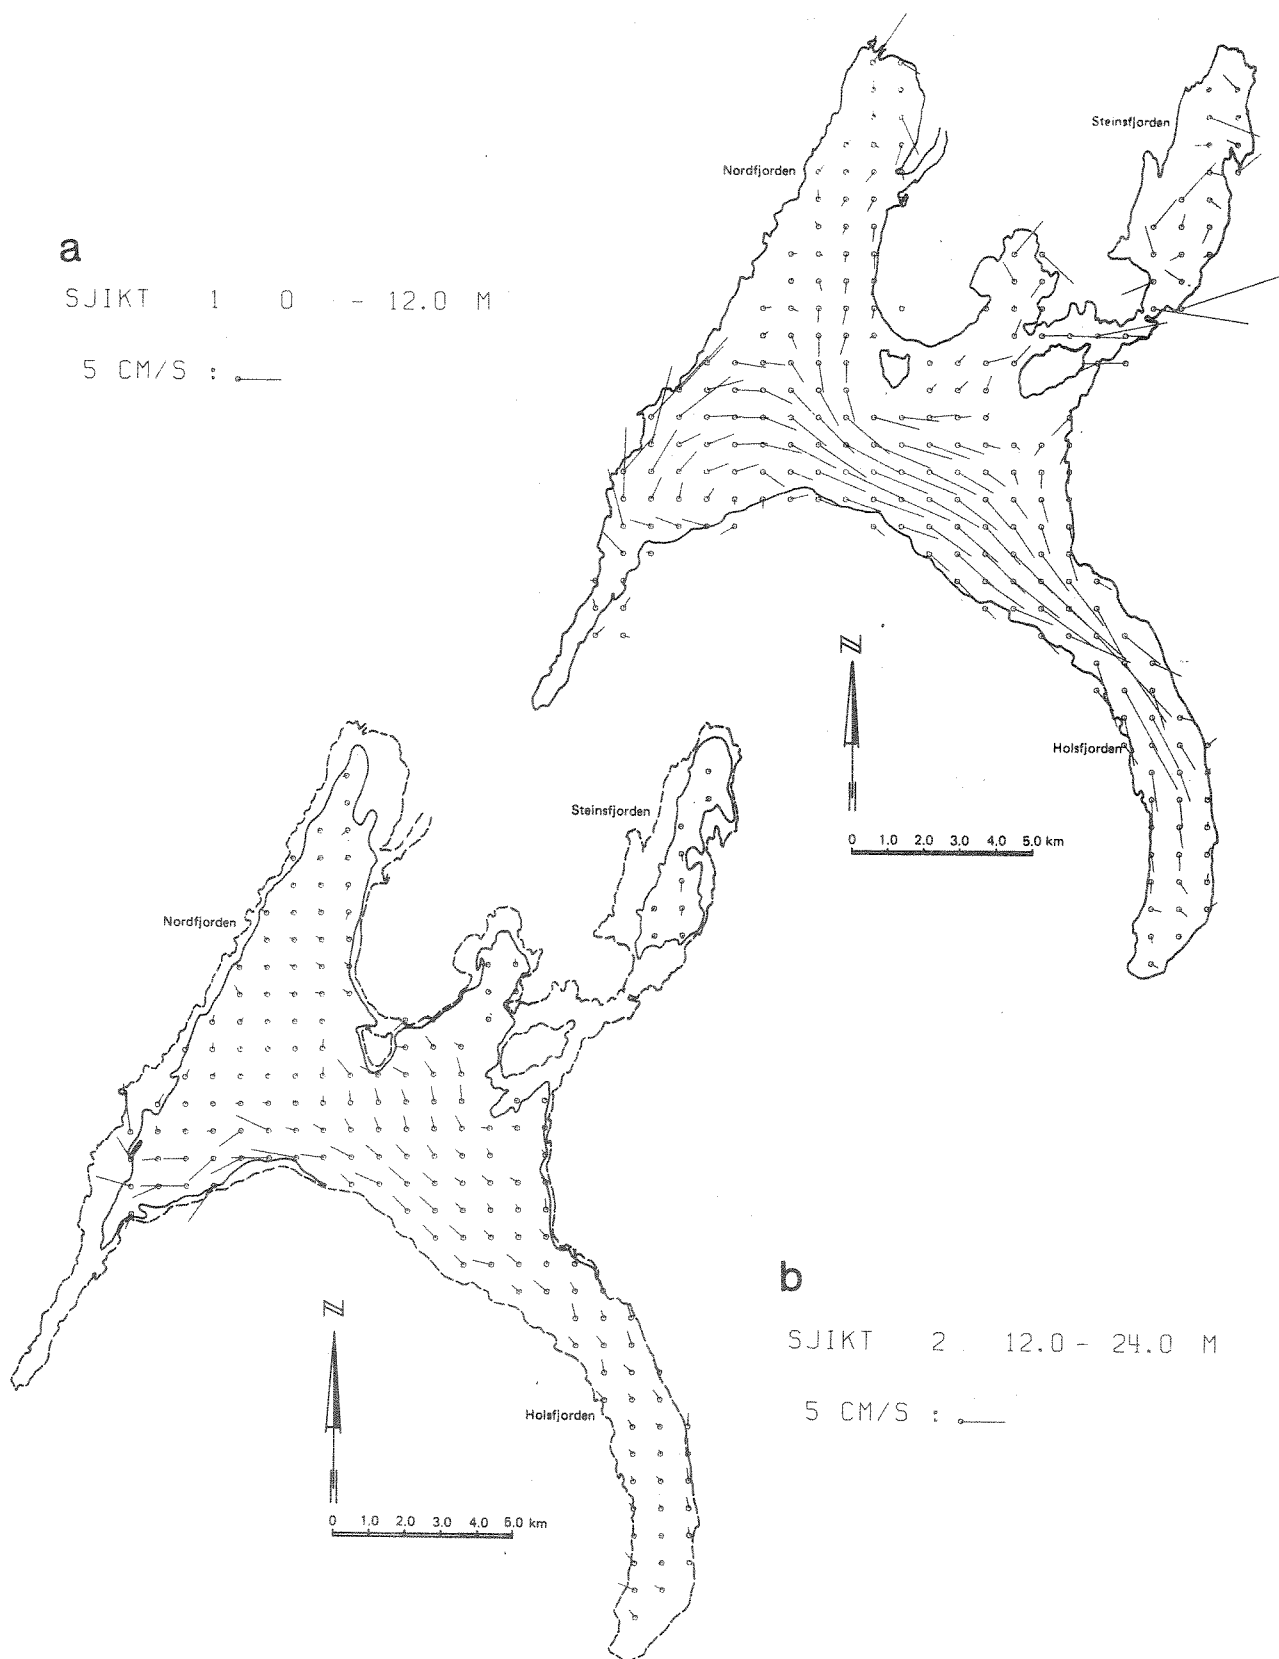 Steinsfjorden
Nordfjorden
a
SJIKT 1 0 - 12.0 M
5 CM/S :
N
Holsfjorden
0 1.0 2.0 3.0 4.0 5.0 km
Steinsfjorden
Nordfjorden
b
SJIKT 2 12.0 - 24.0 M
N
5 CM/S :
Holsfjorden
0 1.0 2.0 3.0 4.0 5.0 km